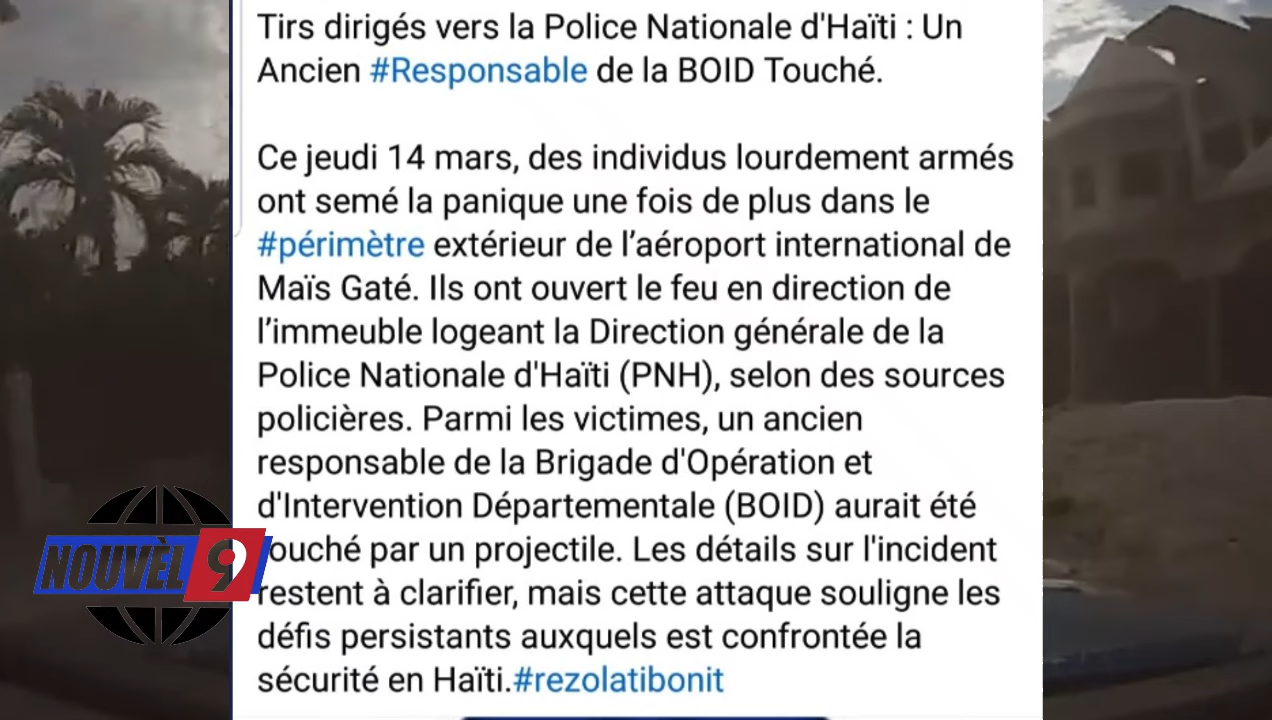 Tirs dirigés vers la Police Nationale d'Haïti : Un
Ancien #Responsable de la BOID Touché.
Ce jeudi 14 mars, des individus lourdement armés
ont semé la panique une fois de plus dans le
#périmètre extérieur de l’aéroport international de
Maïs Gaté. Ils ont ouvert le feu en direction de
l’immeuble logeant la Direction générale de la
Police Nationale d'Haïti (PNH), selon des sources
policières. Parmi les victimes, un ancien
responsable de la Brigade d'Opération et
d'Intervention Départementale (BOID) aurait été
touché par un projectile. Les détails sur l'incident
restent à clarifier, mais cette attaque souligne les
défis persistants auxquels est confrontée la
sécurité en Haïti.#rezolatibonit
NOUVÈL 9